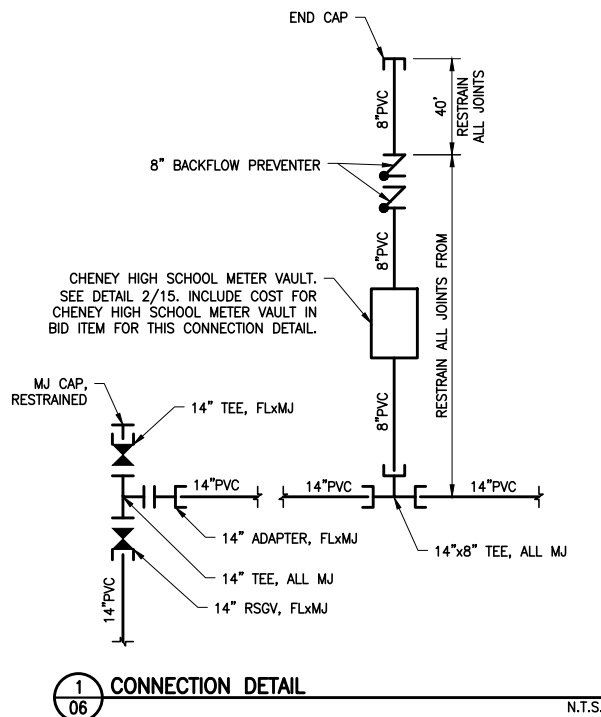 END CAP
8"PVC
40'
RESTRAIN
ALL JOINTS
8" BACKFLOW PREVENTER
8"PVC
RESTRAIN ALL JOINTS FROM
CHENEY HIGH SCHOOL METER VAULT.
SEE DETAIL 2/15. INCLUDE COST FOR
CHENEY HIGH SCHOOL METER VAULT IN
BID ITEM FOR THIS CONNECTION DETAIL.
8"PVC
MJ CAP,
RESTRAINED
14" TEE, FLxMJ
14"PVC
14"PVC
14"PVC
14" ADAPTER, FLxMJ
14"x8" TEE, ALL MJ
14" TEE, ALL MJ
14" RSGV, FLxMJ
14"PVC
1
06
CONNECTION DETAIL
N.T.S.